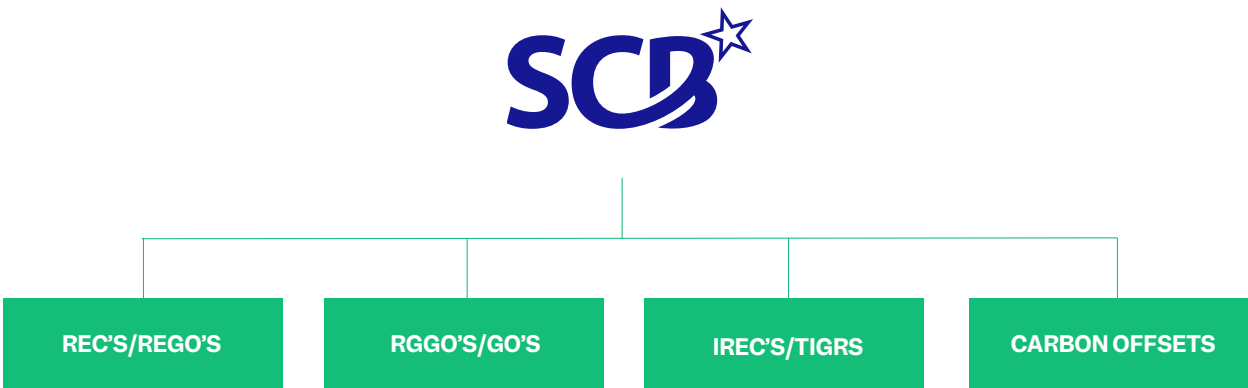 SCB
REC’S/REGO’S
RGGO’S/GO’S
IREC’S/TIGRS
CARBON OFFSETS